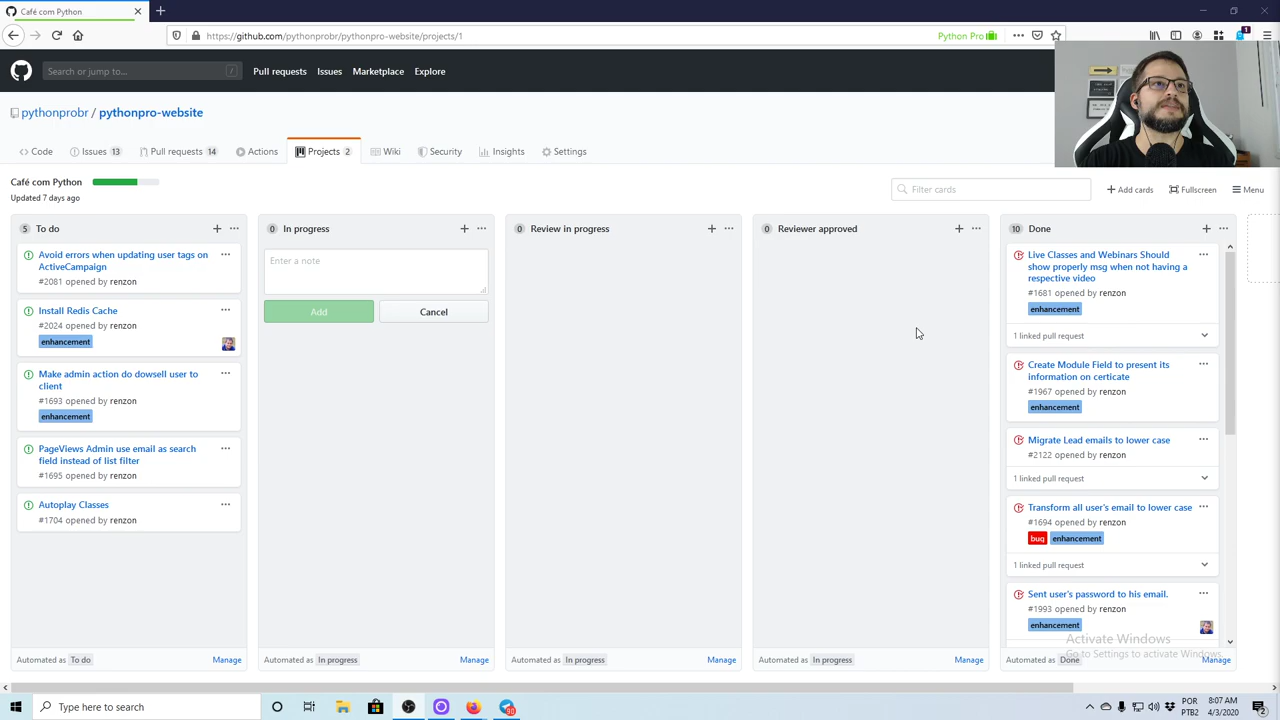 Café com Python
https://github.com/pythonprobr/pythonpro-website/projects/1
Python Pro
1
Search or jump to...
/
Pull requests
Issues
Marketplace
Explore
pythonprobr / pythonpro-website
Code
Issues 13
Pull requests 14
Actions
Projects 2
Wiki
Security
Insights
Settings
Café com Python
Updated 7 days ago
Filter cards
Add cards
Fullscreen
Menu
5 To do
Avoid errors when updating user tags on
ActiveCampaign
#2081 opened by renzon
Install Redis Cache
#2024 opened by renzon
enhancement
Make admin action do dowsell user to
client
#1693 opened by renzon
enhancement
PageViews Admin use email as search
field instead of list filter
#1695 opened by renzon
Autoplay Classes
#1704 opened by renzon
Automated as To do
Manage
0 In progress
Enter a note
Add
Cancel
Automated as In progress
Manage
0 Review in progress
Automated as In progress
Manage
0 Reviewer approved
Automated as In progress
Manage
10 Done
Live Classes and Webinars Should
show properly msg when not having a
respective video
#1681 opened by renzon
enhancement
1 linked pull request
Create Module Field to present its
information on certicate
#1967 opened by renzon
enhancement
Migrate Lead emails to lower case
#2122 opened by renzon
1 linked pull request
Transform all user's email to lower case
#1694 opened by renzon
bug enhancement
1 linked pull request
Sent user's password to his email.
#1993 opened by renzon
enhancement
Automated as Done
Manage
Activate Windows
Go to Settings to activate Windows.
Type here to search
90
POR
PTB2
8:07 AM
4/3/2020
2